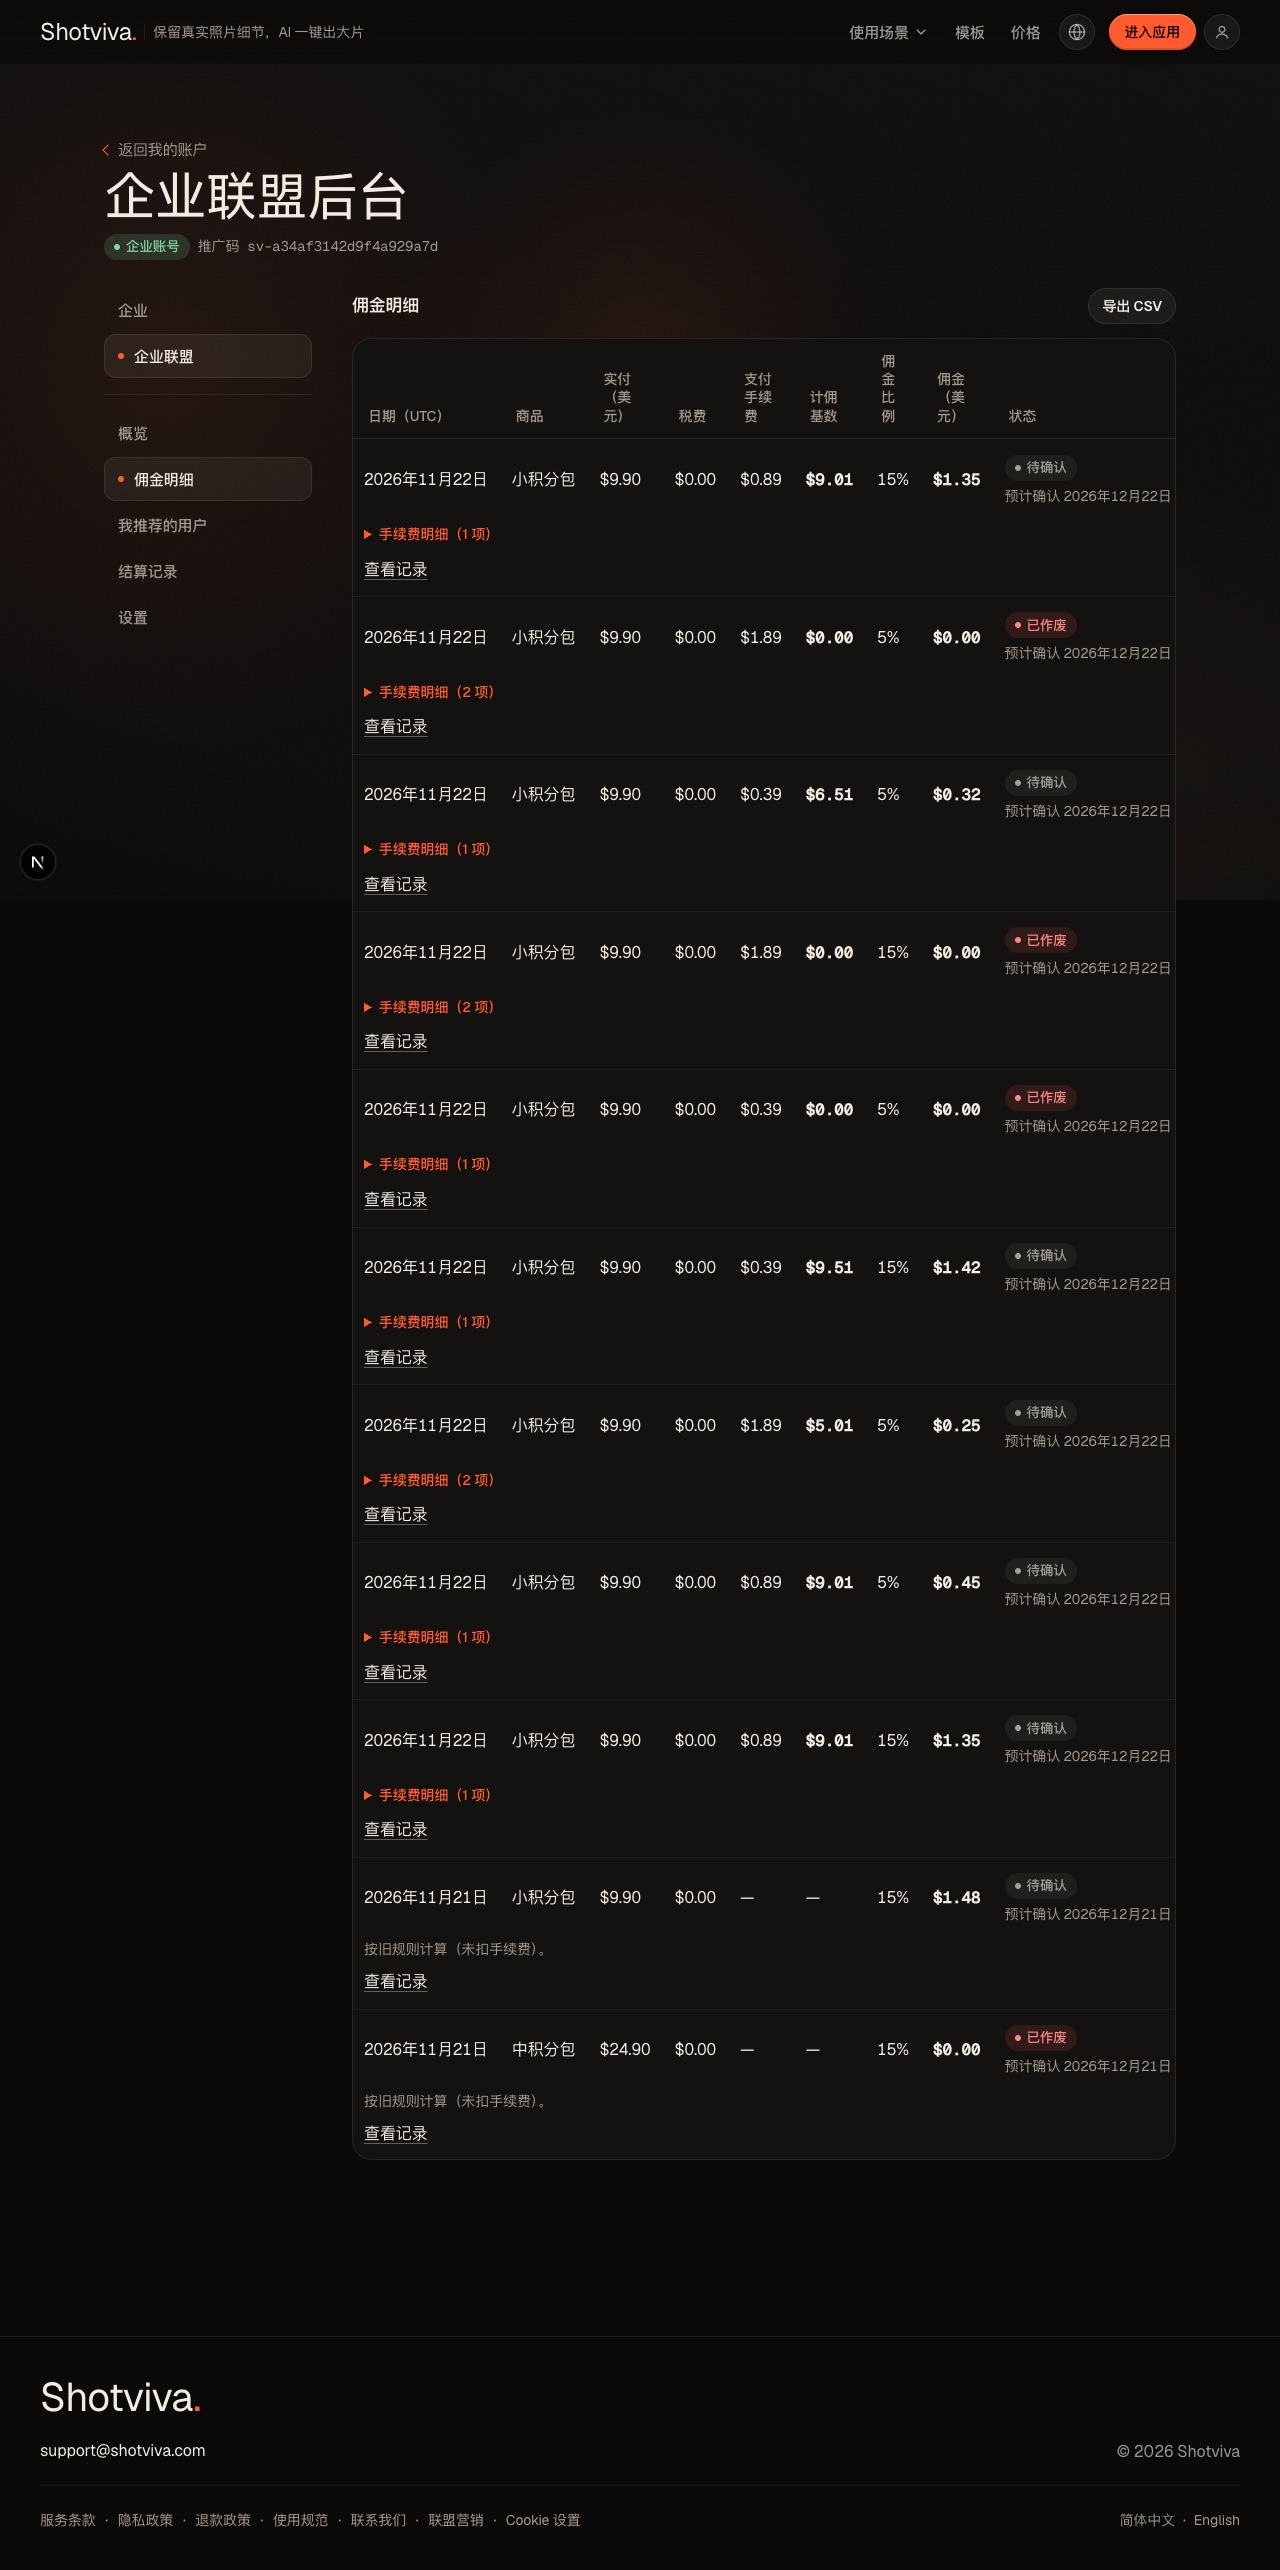 Shotviva. 保留真实照片细节，AI 一键出大片 使用场景 模板 价格 进入应用
返回我的账户
企业联盟后台
企业账号 推广码 sv-a34af3142d9f4a929a7d
企业
企业联盟
概览
佣金明细
我推荐的用户
结算记录
设置
佣金明细 导出 CSV
日期（UTC） 商品 实付（美元） 税费 支付手续费 计佣基数 佣金比例 佣金（美元） 状态
2026年11月22日 小积分包 $9.90 $0.00 $0.89 $9.01 15% $1.35 待确认
预计确认 2026年12月22日
手续费明细（1 项）
查看记录
2026年11月22日 小积分包 $9.90 $0.00 $1.89 $0.00 5% $0.00 已作废
预计确认 2026年12月22日
手续费明细（2 项）
查看记录
2026年11月22日 小积分包 $9.90 $0.00 $0.39 $6.51 5% $0.32 待确认
预计确认 2026年12月22日
手续费明细（1 项）
查看记录
2026年11月22日 小积分包 $9.90 $0.00 $1.89 $0.00 15% $0.00 已作废
预计确认 2026年12月22日
手续费明细（2 项）
查看记录
2026年11月22日 小积分包 $9.90 $0.00 $0.39 $0.00 5% $0.00 已作废
预计确认 2026年12月22日
手续费明细（1 项）
查看记录
2026年11月22日 小积分包 $9.90 $0.00 $0.39 $9.51 15% $1.42 待确认
预计确认 2026年12月22日
手续费明细（1 项）
查看记录
2026年11月22日 小积分包 $9.90 $0.00 $1.89 $5.01 5% $0.25 待确认
预计确认 2026年12月22日
手续费明细（2 项）
查看记录
2026年11月22日 小积分包 $9.90 $0.00 $0.89 $9.01 5% $0.45 待确认
预计确认 2026年12月22日
手续费明细（1 项）
查看记录
2026年11月22日 小积分包 $9.90 $0.00 $0.89 $9.01 15% $1.35 待确认
预计确认 2026年12月22日
手续费明细（1 项）
查看记录
2026年11月21日 小积分包 $9.90 $0.00 — — 15% $1.48 待确认
预计确认 2026年12月21日
按旧规则计算（未扣手续费）。
查看记录
2026年11月21日 中积分包 $24.90 $0.00 — — 15% $0.00 已作废
预计确认 2026年12月21日
按旧规则计算（未扣手续费）。
查看记录
N
Shotviva.
support@shotviva.com © 2026 Shotviva
服务条款 · 隐私政策 · 退款政策 · 使用规范 · 联系我们 · 联盟营销 · Cookie 设置 简体中文 · English